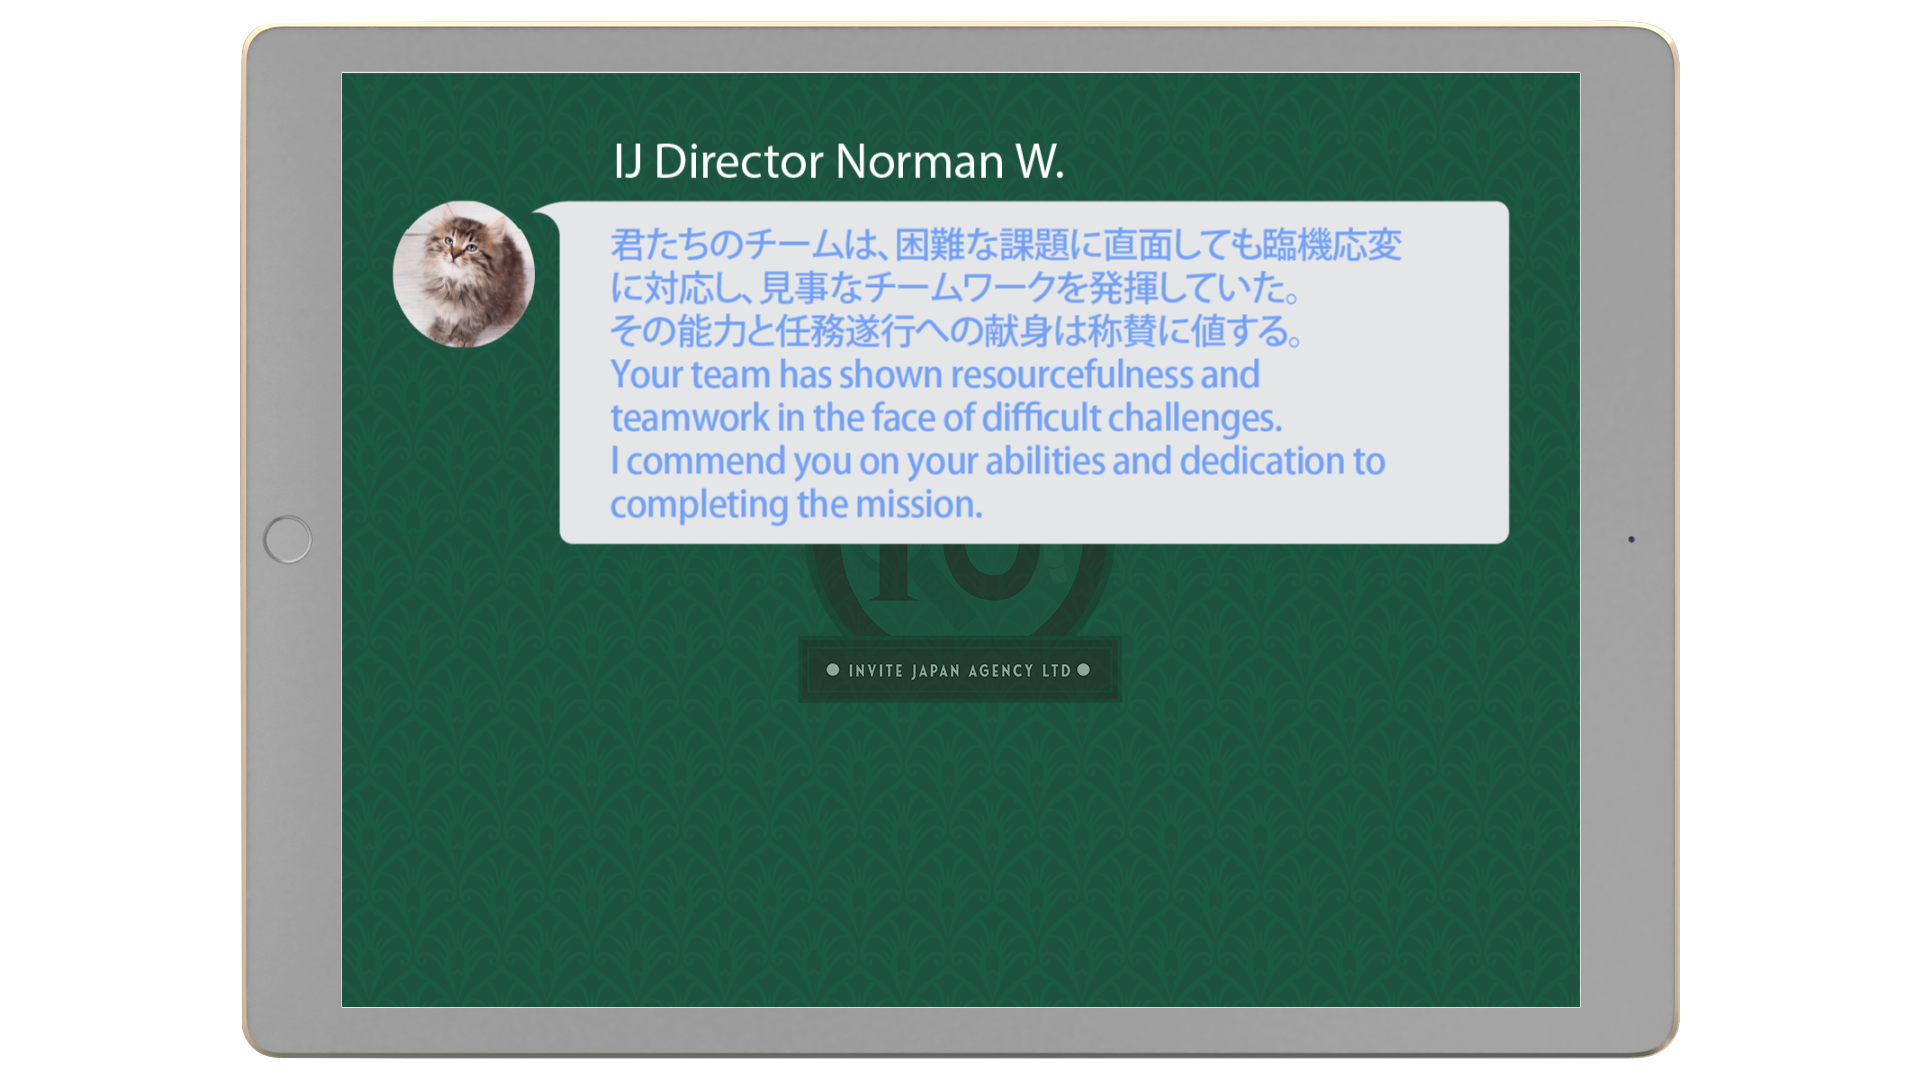 IJ Director Norman W.
君たちのチームは、困難な課題に直面しても臨機応変
に対応し、見事なチームワークを発揮していた。
その能力と任務遂行への献身は称賛に値する。
Your team has shown resourcefulness and
teamwork in the face of difficult challenges.
I commend you on your abilities and dedication to
completing the mission.
INVITE JAPAN AGENCY LTD